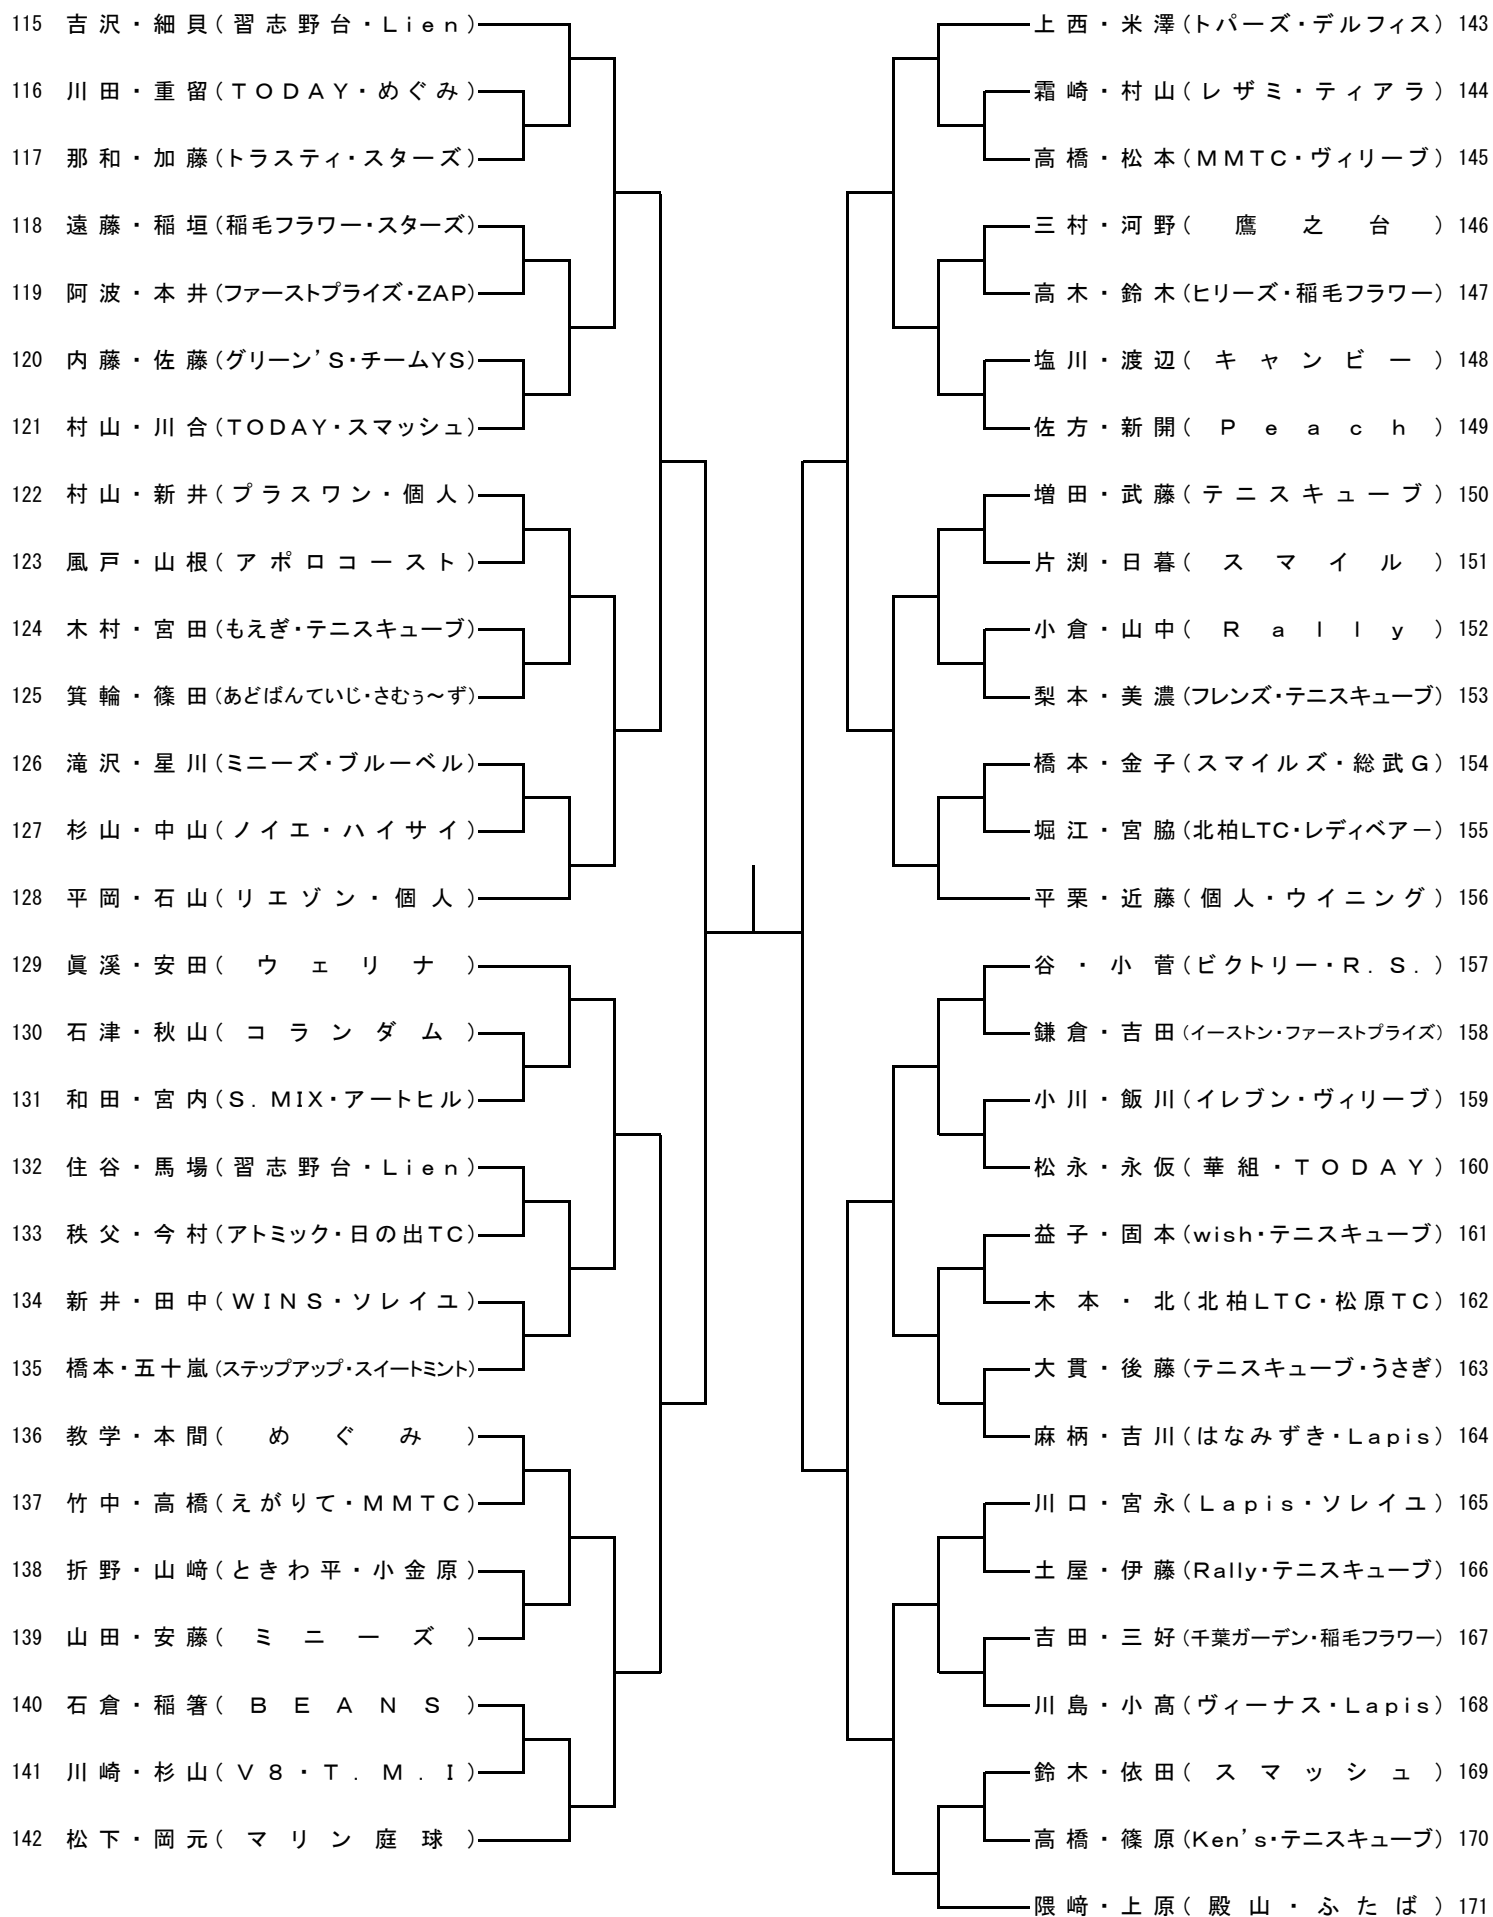 115 吉沢・細貝(習志野台・Lien)
116 川田・重留(TODAY・めぐみ)
117 那和・加藤(トラスティ・スターズ)
118 遠藤・稲垣(稲毛フラワー・スターズ)
119 阿波・本井(ファーストプライズ・ZAP)
120 内藤・佐藤(グリーン’S・チームYS)
121 村山・川合(TODAY・スマッシュ)
122 村山・新井(プラスワン・個人)
123 風戸・山根(アポロコースト)
124 木村・宮田(もえぎ・テニスキューブ)
125 箕輪・篠田(あどばんていじ・さむぅ～ず)
126 滝沢・星川(ミニーズ・ブルーベル)
127 杉山・中山(ノイエ・ハイサイ)
128 平岡・石山(リエゾン・個人)
129 眞溪・安田(ウェリナ)
130 石津・秋山(コランダム)
131 和田・宮内(S.MIX・アートヒル)
132 住谷・馬場(習志野台・Lien)
133 秩父・今村(アトミック・日の出TC)
134 新井・田中(WINS・ソレイユ)
135 橋本・五十嵐(ステップアップ・スイートミント)
136 教学・本間(めぐみ)
137 竹中・高橋(えがりて・MMTC)
138 折野・山﨑(ときわ平・小金原)
139 山田・安藤(ミニーズ)
140 石倉・稲箸(BEANS)
141 川崎・杉山(V8・T.M.I)
142 松下・岡元(マリン庭球)
上西・米澤(トパーズ・デルフィス) 143
霜崎・村山(レザミ・ティアラ) 144
高橋・松本(MMTC・ヴィリーブ) 145
三村・河野(鷹之台) 146
高木・鈴木(ヒリーズ・稲毛フラワー) 147
塩川・渡辺(キャンビー) 148
佐方・新開(Peach) 149
増田・武藤(テニスキューブ) 150
片渕・日暮(スマイル) 151
小倉・山中(Rally) 152
梨本・美濃(フレンズ・テニスキューブ) 153
橋本・金子(スマイルズ・総武G) 154
堀江・宮脇(北柏LTC・レディベアー) 155
平栗・近藤(個人・ウイニング) 156
谷・小菅(ビクトリー・R.S.) 157
鎌倉・吉田(イーストン・ファーストプライズ) 158
小川・飯川(イレブン・ヴィリーブ) 159
松永・永仮(華組・TODAY) 160
益子・固本(wish・テニスキューブ) 161
木本・北(北柏LTC・松原TC) 162
大貫・後藤(テニスキューブ・うさぎ) 163
麻柄・吉川(はなみずき・Lapis) 164
川口・宮永(Lapis・ソレイユ) 165
土屋・伊藤(Rally・テニスキューブ) 166
吉田・三好(千葉ガーデン・稲毛フラワー) 167
川島・小髙(ヴィーナス・Lapis) 168
鈴木・依田(スマッシュ) 169
高橋・篠原(Ken’s・テニスキューブ) 170
隈﨑・上原(殿山・ふたば) 171